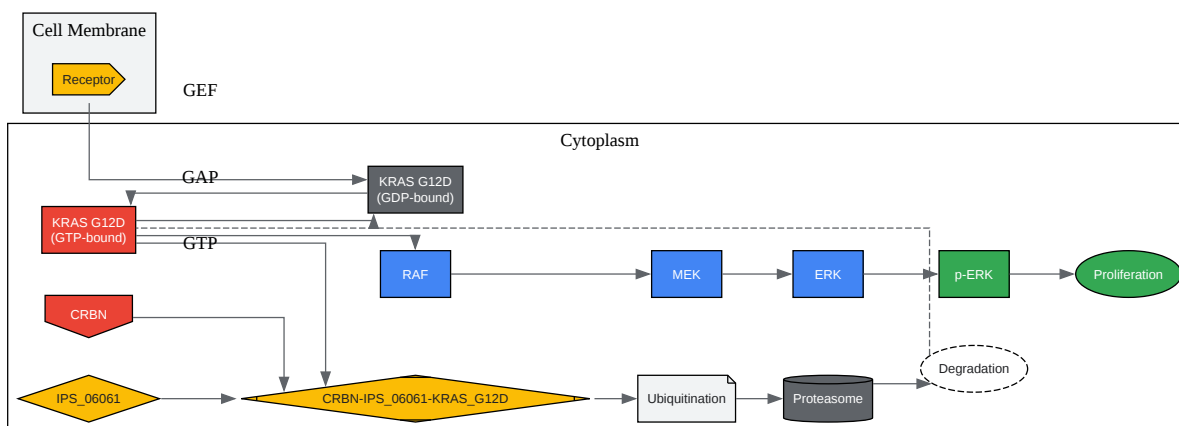 Cell Membrane
Receptor
GEF
Cytoplasm
GAP
KRAS G12D
(GDP-bound)
KRAS G12D
(GTP-bound)
GTP
RAF
MEK
ERK
p-ERK
Proliferation
CRBN
IPS_06061
CRBN-IPS_06061-KRAS_G12D
Ubiquitination
Proteasome
Degradation